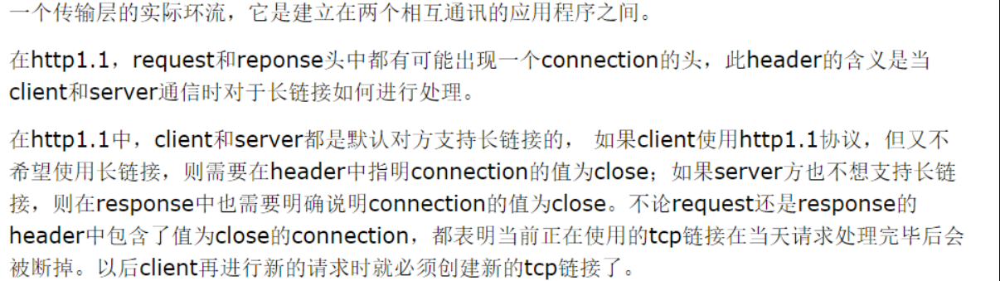 一个传输层的实际环流，它是建立在两个相互通讯的应用程序之间。
在http1.1，request和reponse头中都有可能出现一个connection的头，此header的含义是当
client和server通信时对于长链接如何进行处理。
在http1.1中，client和server都是默认对方支持长链接的， 如果client使用http1.1协议，但又不
希望使用长链接，则需要在header中指明connection的值为close；如果server方也不想支持长链
接，则在response中也需要明确说明connection的值为close。不论request还是response的
header中包含了值为close的connection，都表明当前正在使用的tcp链接在当天请求处理完毕后会
被断掉。以后client再进行新的请求时就必须创建新的tcp链接了。